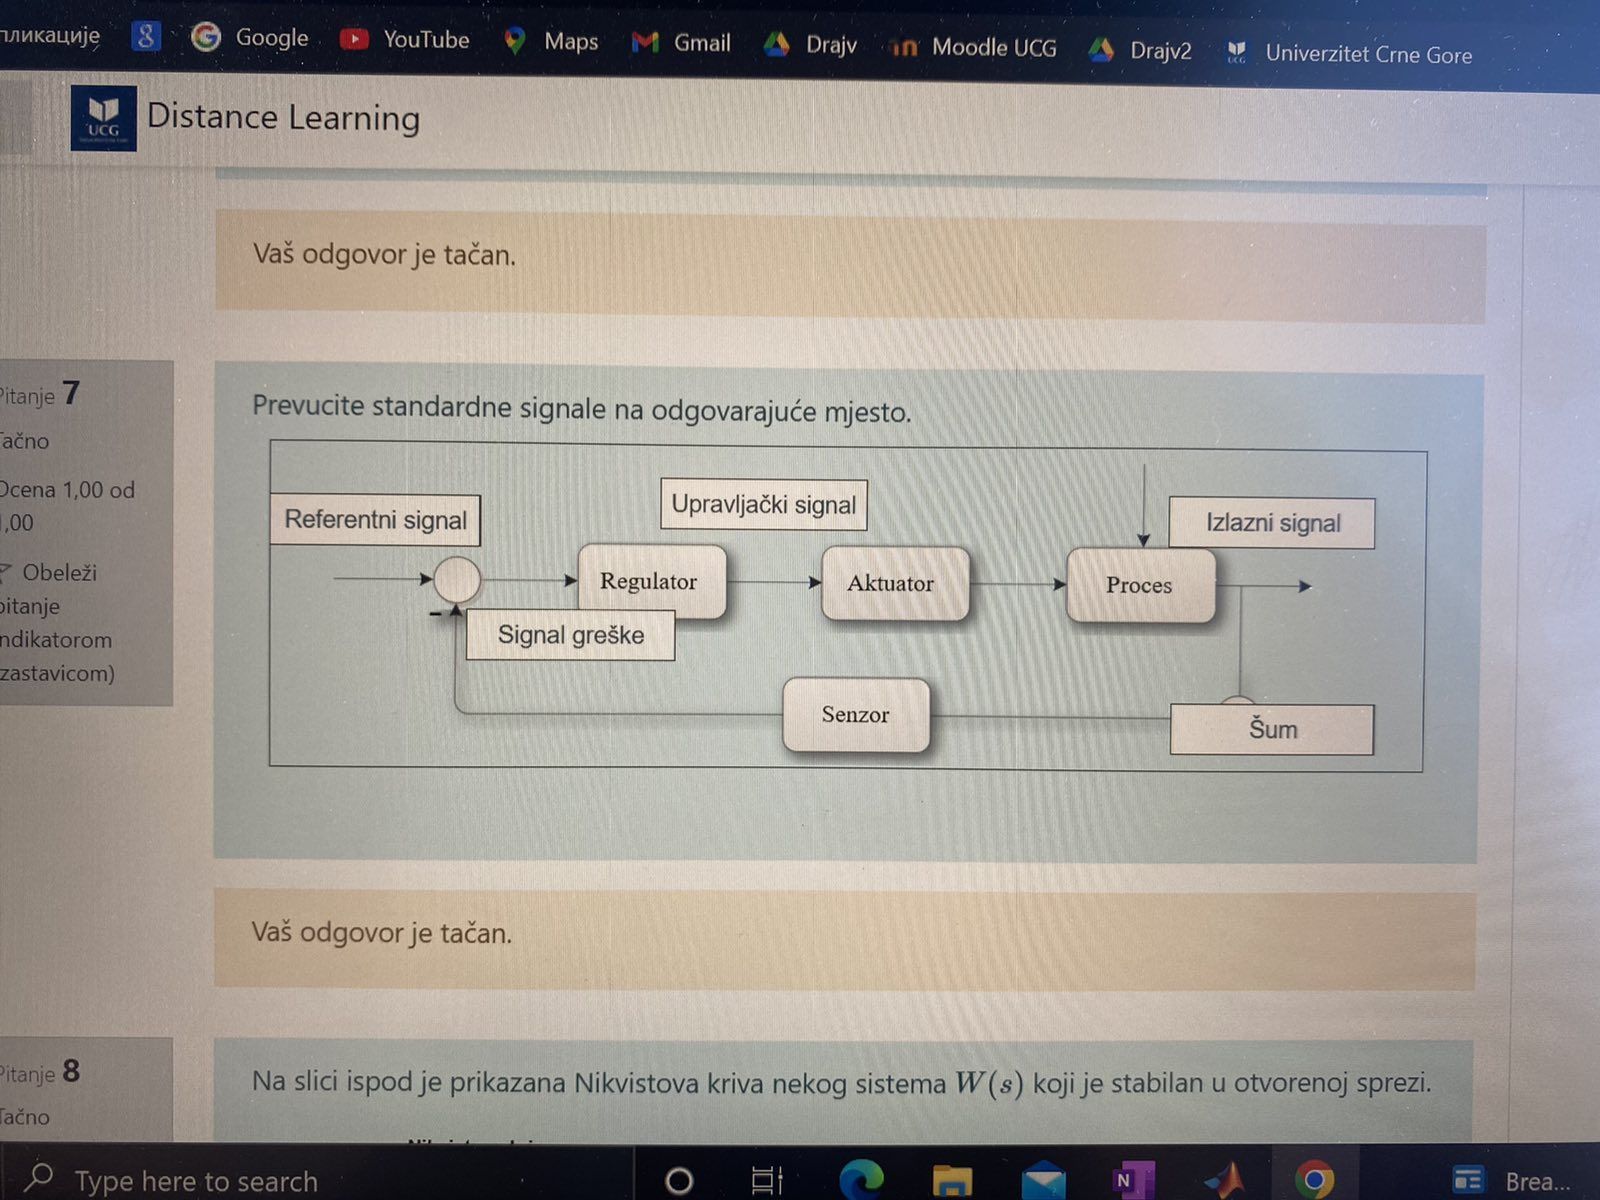 Google
YouTube
Maps
Gmail
Drajv
Moodle UCG
Drajv2
Univerzitet Crne Gore
UCG
Distance Learning
Vaš odgovor je tačan.
Pitanje 7
Tačno
Ocena 1,00 od
1,00
Obeleži
pitanje
indikatorom
(zastavicom)
Prevucite standardne signale na odgovarajuće mjesto.
Referentni signal
Upravljački signal
Izlazni signal
Regulator
Aktuator
Proces
–
Signal greške
Senzor
Šum
Vaš odgovor je tačan.
Pitanje 8
Tačno
Na slici ispod je prikazana Nikvistova kriva nekog sistema W(s) koji je stabilan u otvorenoj sprezi.
Type here to search
Brea...